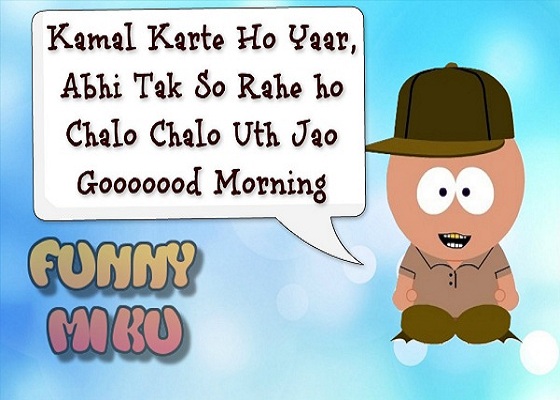 Kamal Karte Ho Yaar,
Abhi Tak So Rahe ho
Chalo Chalo Uth Jao
Gooooood Morning
FUNNY
MIKU